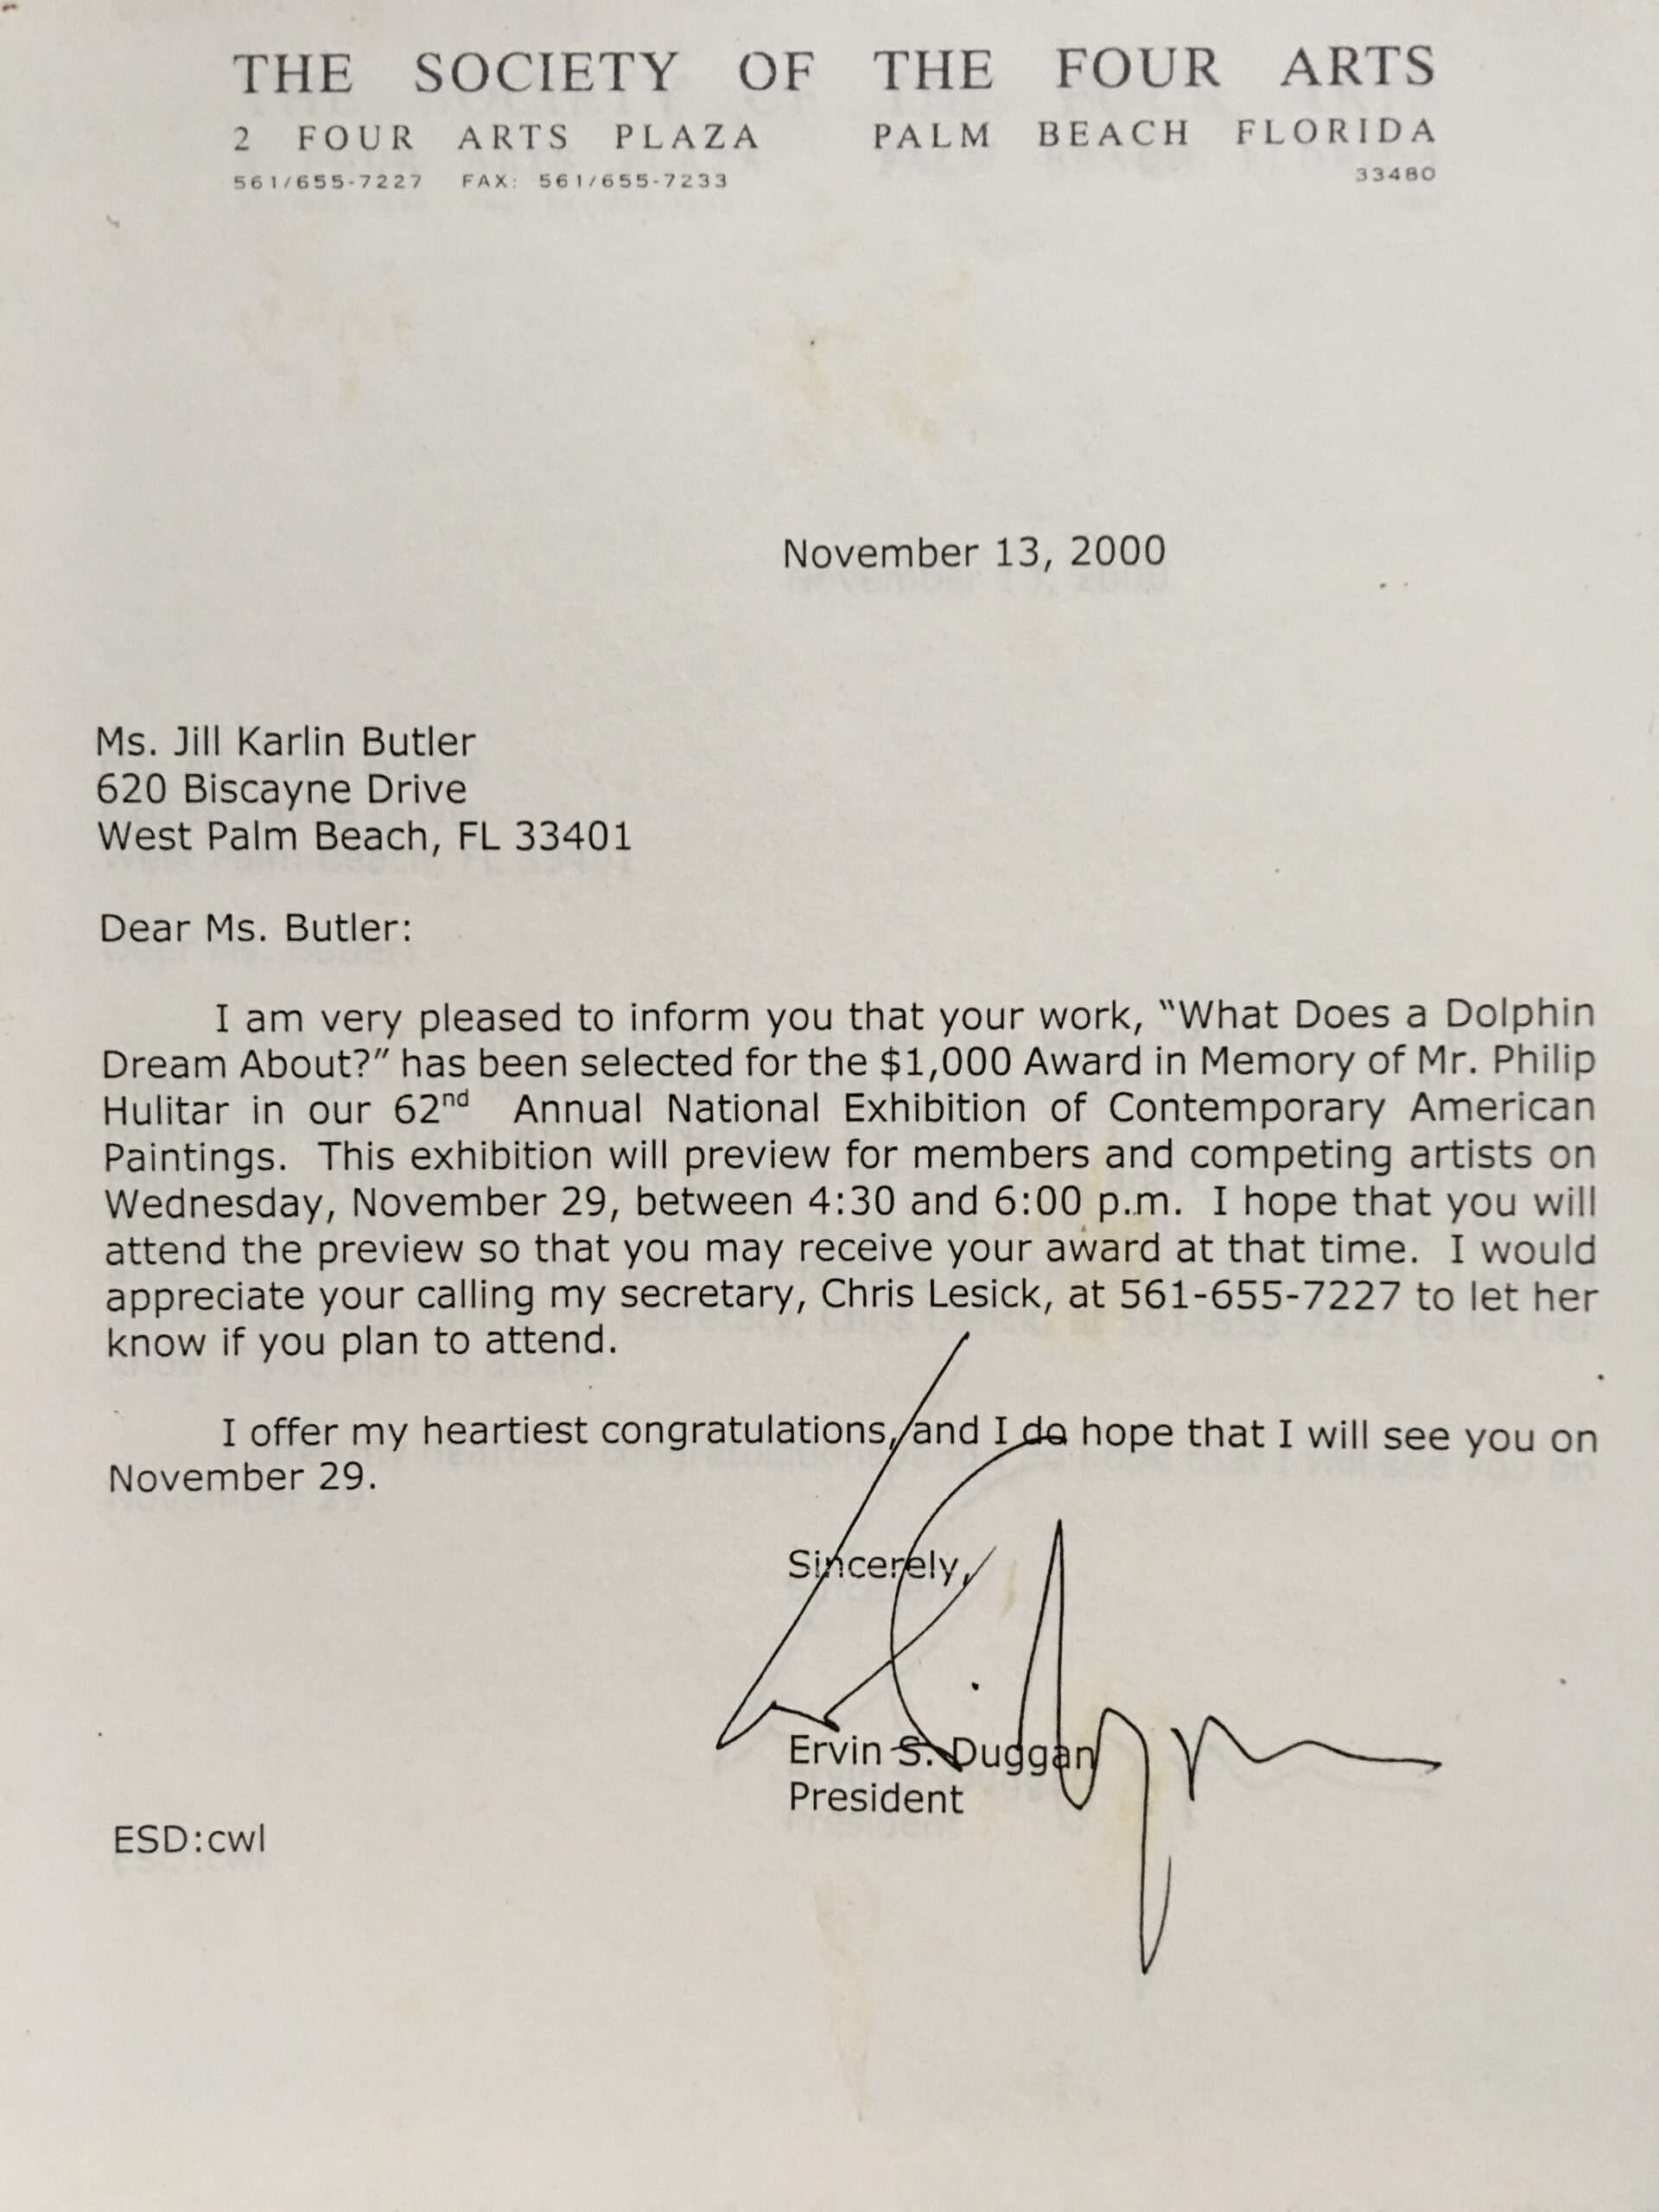 THE SOCIETY OF THE FOUR ARTS
2 FOUR ARTS PLAZA PALM BEACH FLORIDA
561/655-7227 FAX: 561/655-7233 33480
November 13, 2000
Ms. Jill Karlin Butler
620 Biscayne Drive
West Palm Beach, FL 33401
Dear Ms. Butler:
I am very pleased to inform you that your work, “What Does a Dolphin
Dream About?” has been selected for the $1,000 Award in Memory of Mr. Philip
Hulitar in our 62nd Annual National Exhibition of Contemporary American
Paintings. This exhibition will preview for members and competing artists on
Wednesday, November 29, between 4:30 and 6:00 p.m. I hope that you will
attend the preview so that you may receive your award at that time. I would
appreciate your calling my secretary, Chris Lesick, at 561-655-7227 to let her
know if you plan to attend.
I offer my heartiest congratulations, and I do hope that I will see you on
November 29.
Sincerely,
Ervin S. Duggan
President
ESD:cwl